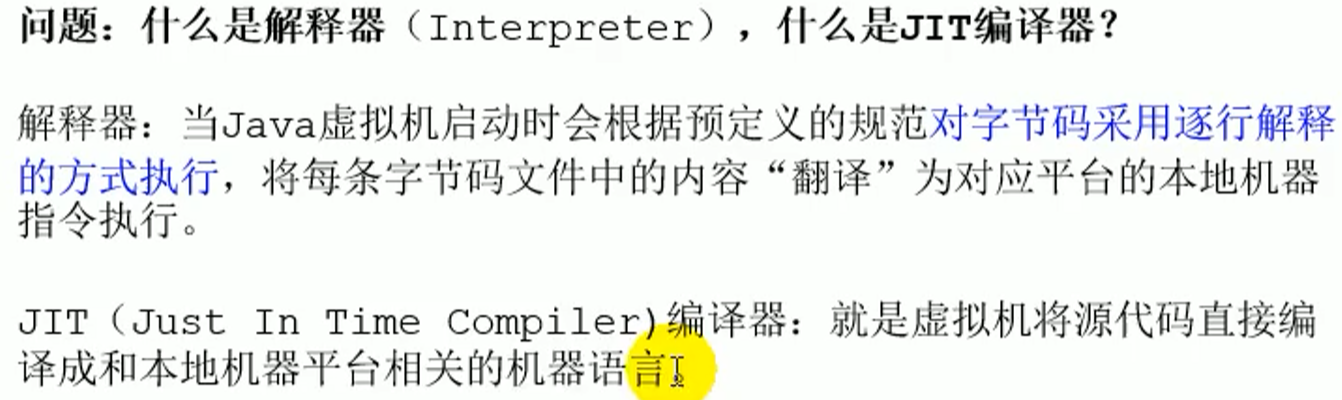 问题：什么是解释器（Interpreter），什么是JIT编译器？
解释器：当Java虚拟机启动时会根据预定义的规范对字节码采用逐行解释
的方式执行，将每条字节码文件中的内容“翻译”为对应平台的本地机器
指令执行。
JIT（Just In Time Compiler)编译器：就是虚拟机将源代码直接编
译成和本地机器平台相关的机器语言。